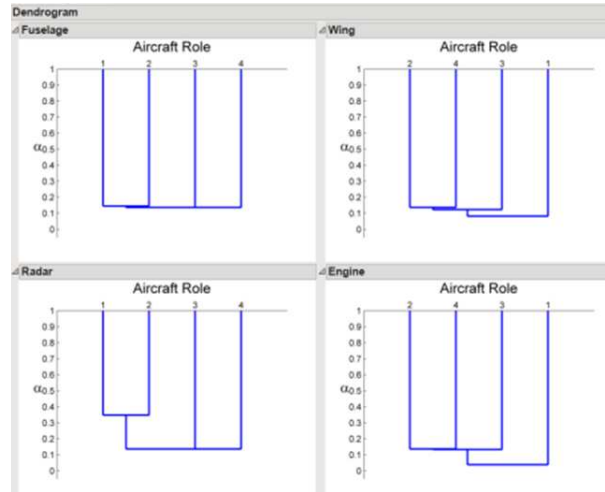 Dendrogram
Fuselage
Aircraft Role
1 2 3 4
1
0.9
0.8
0.7
0.6
α 0.5
0.4
0.3
0.2
0.1
0
Wing
Aircraft Role
2 4 3 1
1
0.9
0.8
0.7
0.6
α 0.5
0.4
0.3
0.2
0.1
0
Radar
Aircraft Role
1 2 3 4
1
0.9
0.8
0.7
0.6
α 0.5
0.4
0.3
0.2
0.1
0
Engine
Aircraft Role
2 4 3 1
1
0.9
0.8
0.7
0.6
α 0.5
0.4
0.3
0.2
0.1
0